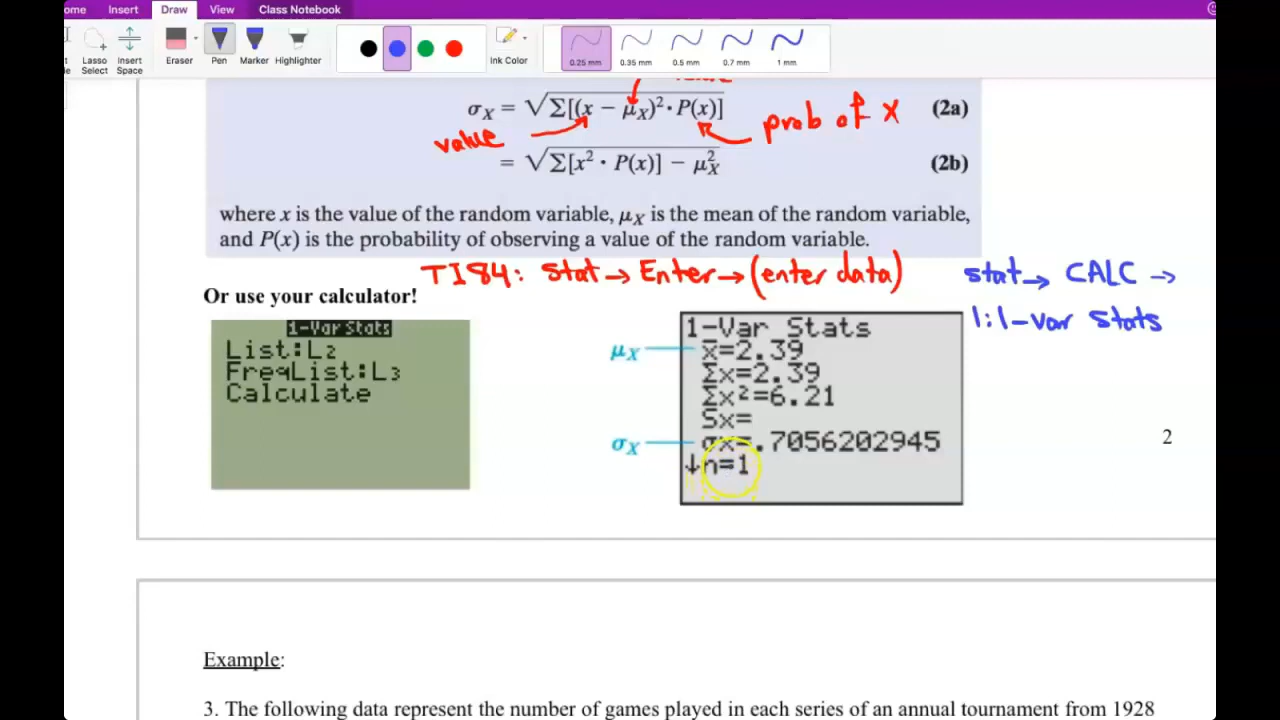 ome Insert Draw View Class Notebook
Lasso Select
Insert Space
Eraser
Pen
Marker
Highlighter
Ink Color
0.25 mm 0.35 mm 0.5 mm 0.7 mm 1 mm
σX = √Σ[(x − μX)² · P(x)] (2a)
value
prob of X
= √Σ[x² · P(x)] − μ²X (2b)
where x is the value of the random variable, μX is the mean of the random variable,
and P(x) is the probability of observing a value of the random variable.
TI84: Stat → Enter → (enter data)
stat → CALC →
1:1-var stats
Or use your calculator!
1-Var Stats
List:L2
FreqList:L3
Calculate
1-Var Stats
μX x̄=2.39
Σx=2.39
Σx²=6.21
Sx=
σX σx=.7056202945
↓n=1
2
Example:
3. The following data represent the number of games played in each series of an annual tournament from 1928